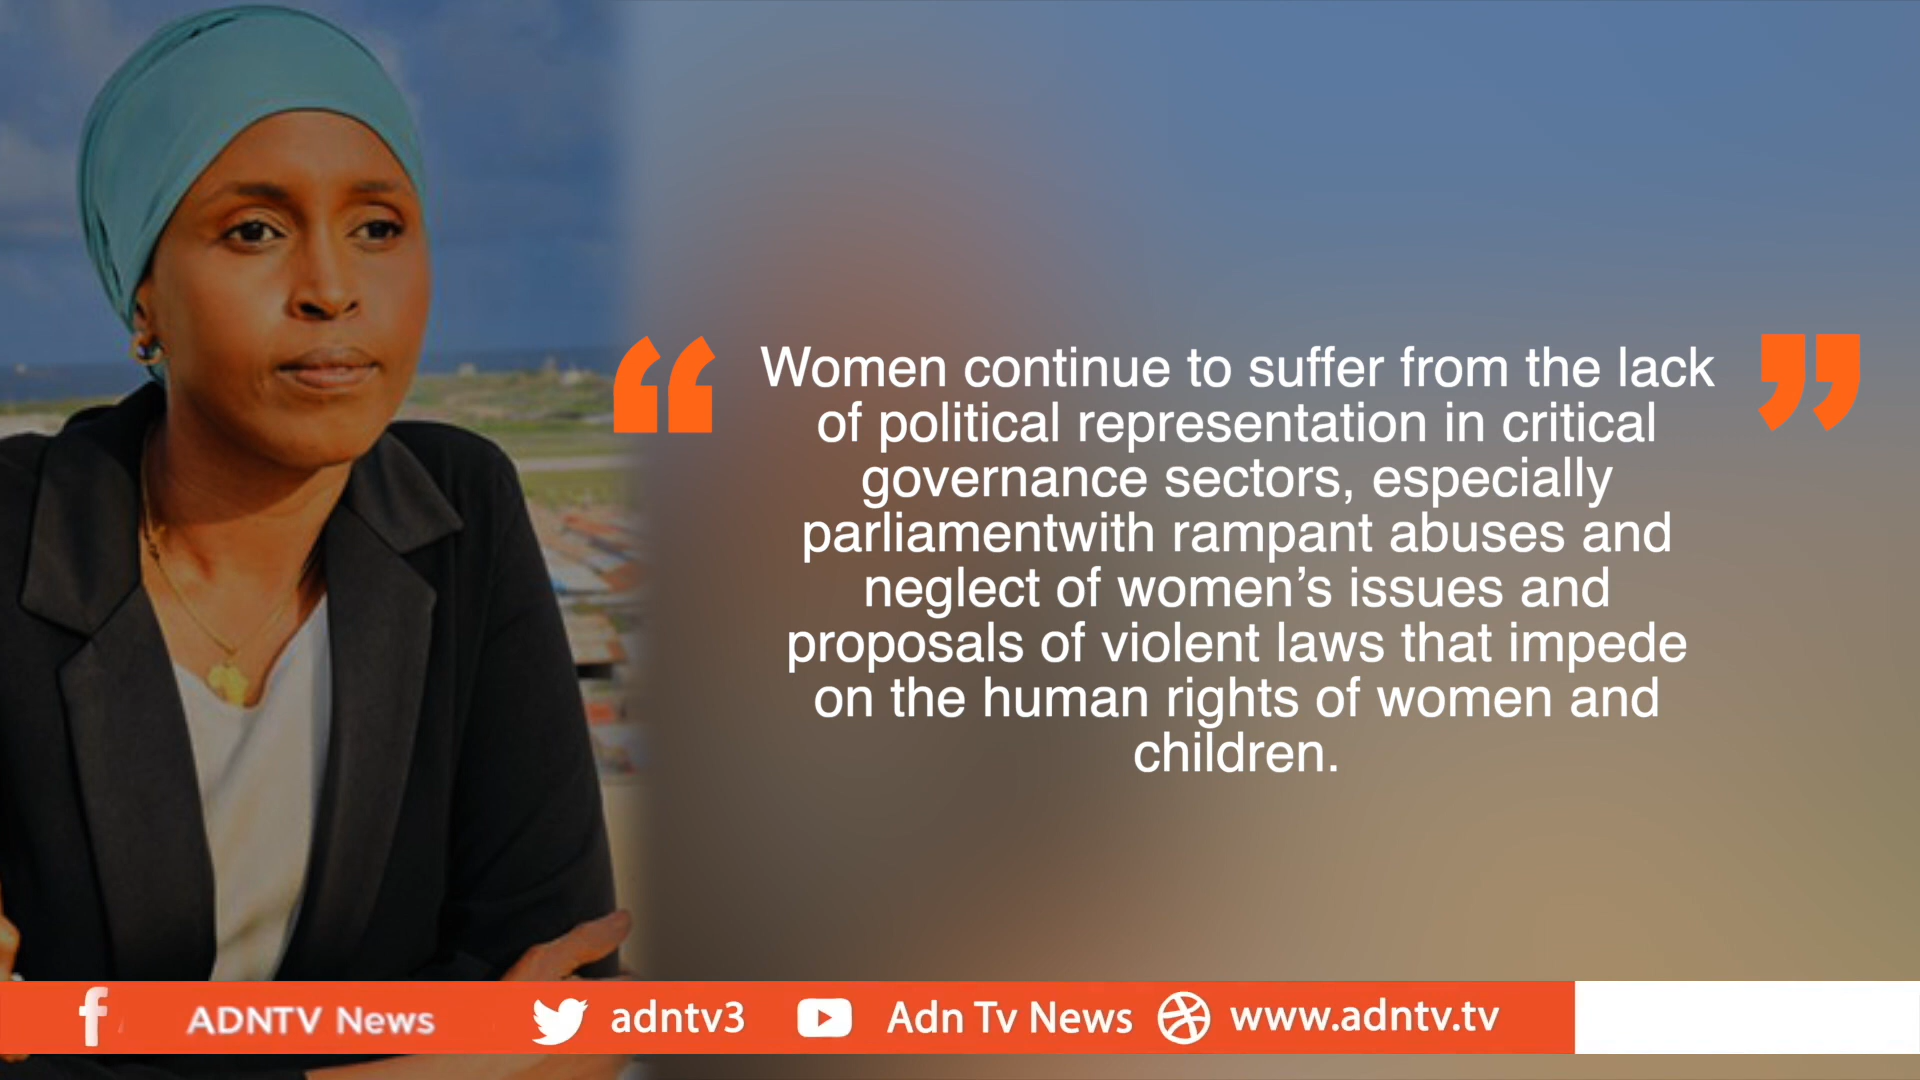 Women continue to suffer from the lack
of political representation in critical
governance sectors, especially
parliamentwith rampant abuses and
neglect of women’s issues and
proposals of violent laws that impede
on the human rights of women and
children.
ADNTV News adntv3 Adn Tv News www.adntv.tv